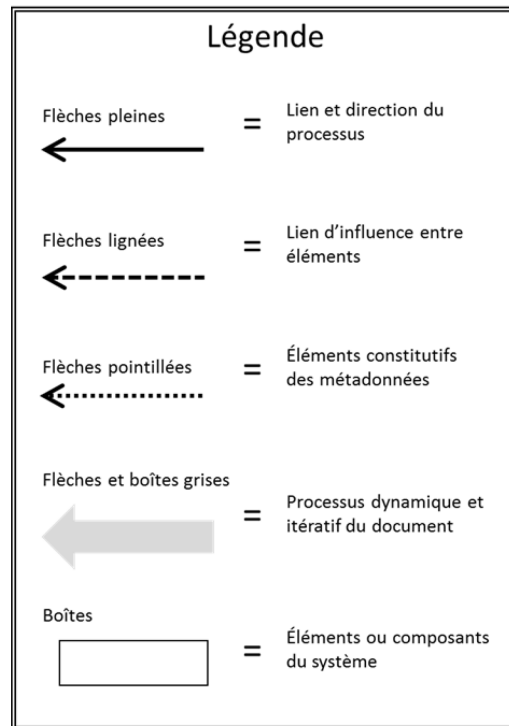 Légende
Flèches pleines
=
Lien et direction du
processus
Flèches lignées
=
Lien d’influence entre
éléments
Flèches pointillées
=
Éléments constitutifs
des métadonnées
Flèches et boîtes grises
=
Processus dynamique et
itératif du document
Boîtes
=
Éléments ou composants
du système